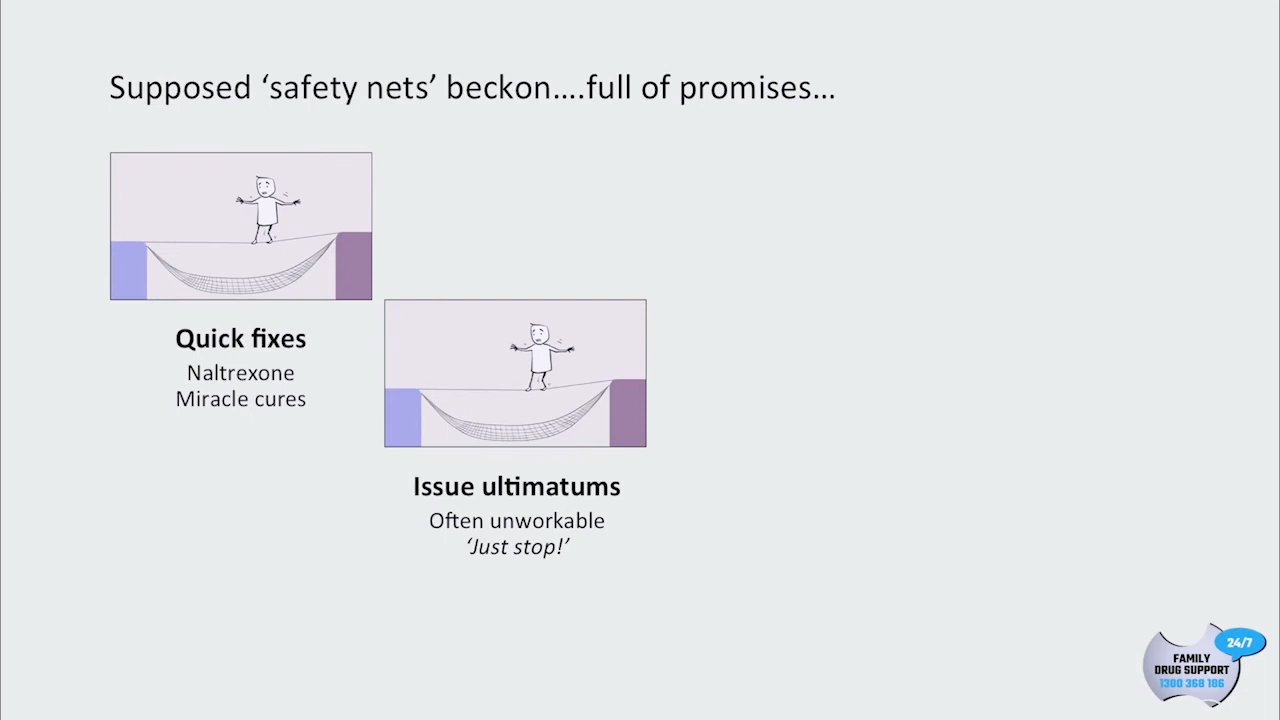 Supposed ‘safety nets’ beckon….full of promises…
Quick fixes
Naltrexone
Miracle cures
Issue ultimatums
Often unworkable
‘Just stop!’
24/7
FAMILY
DRUG SUPPORT
1300 368 186